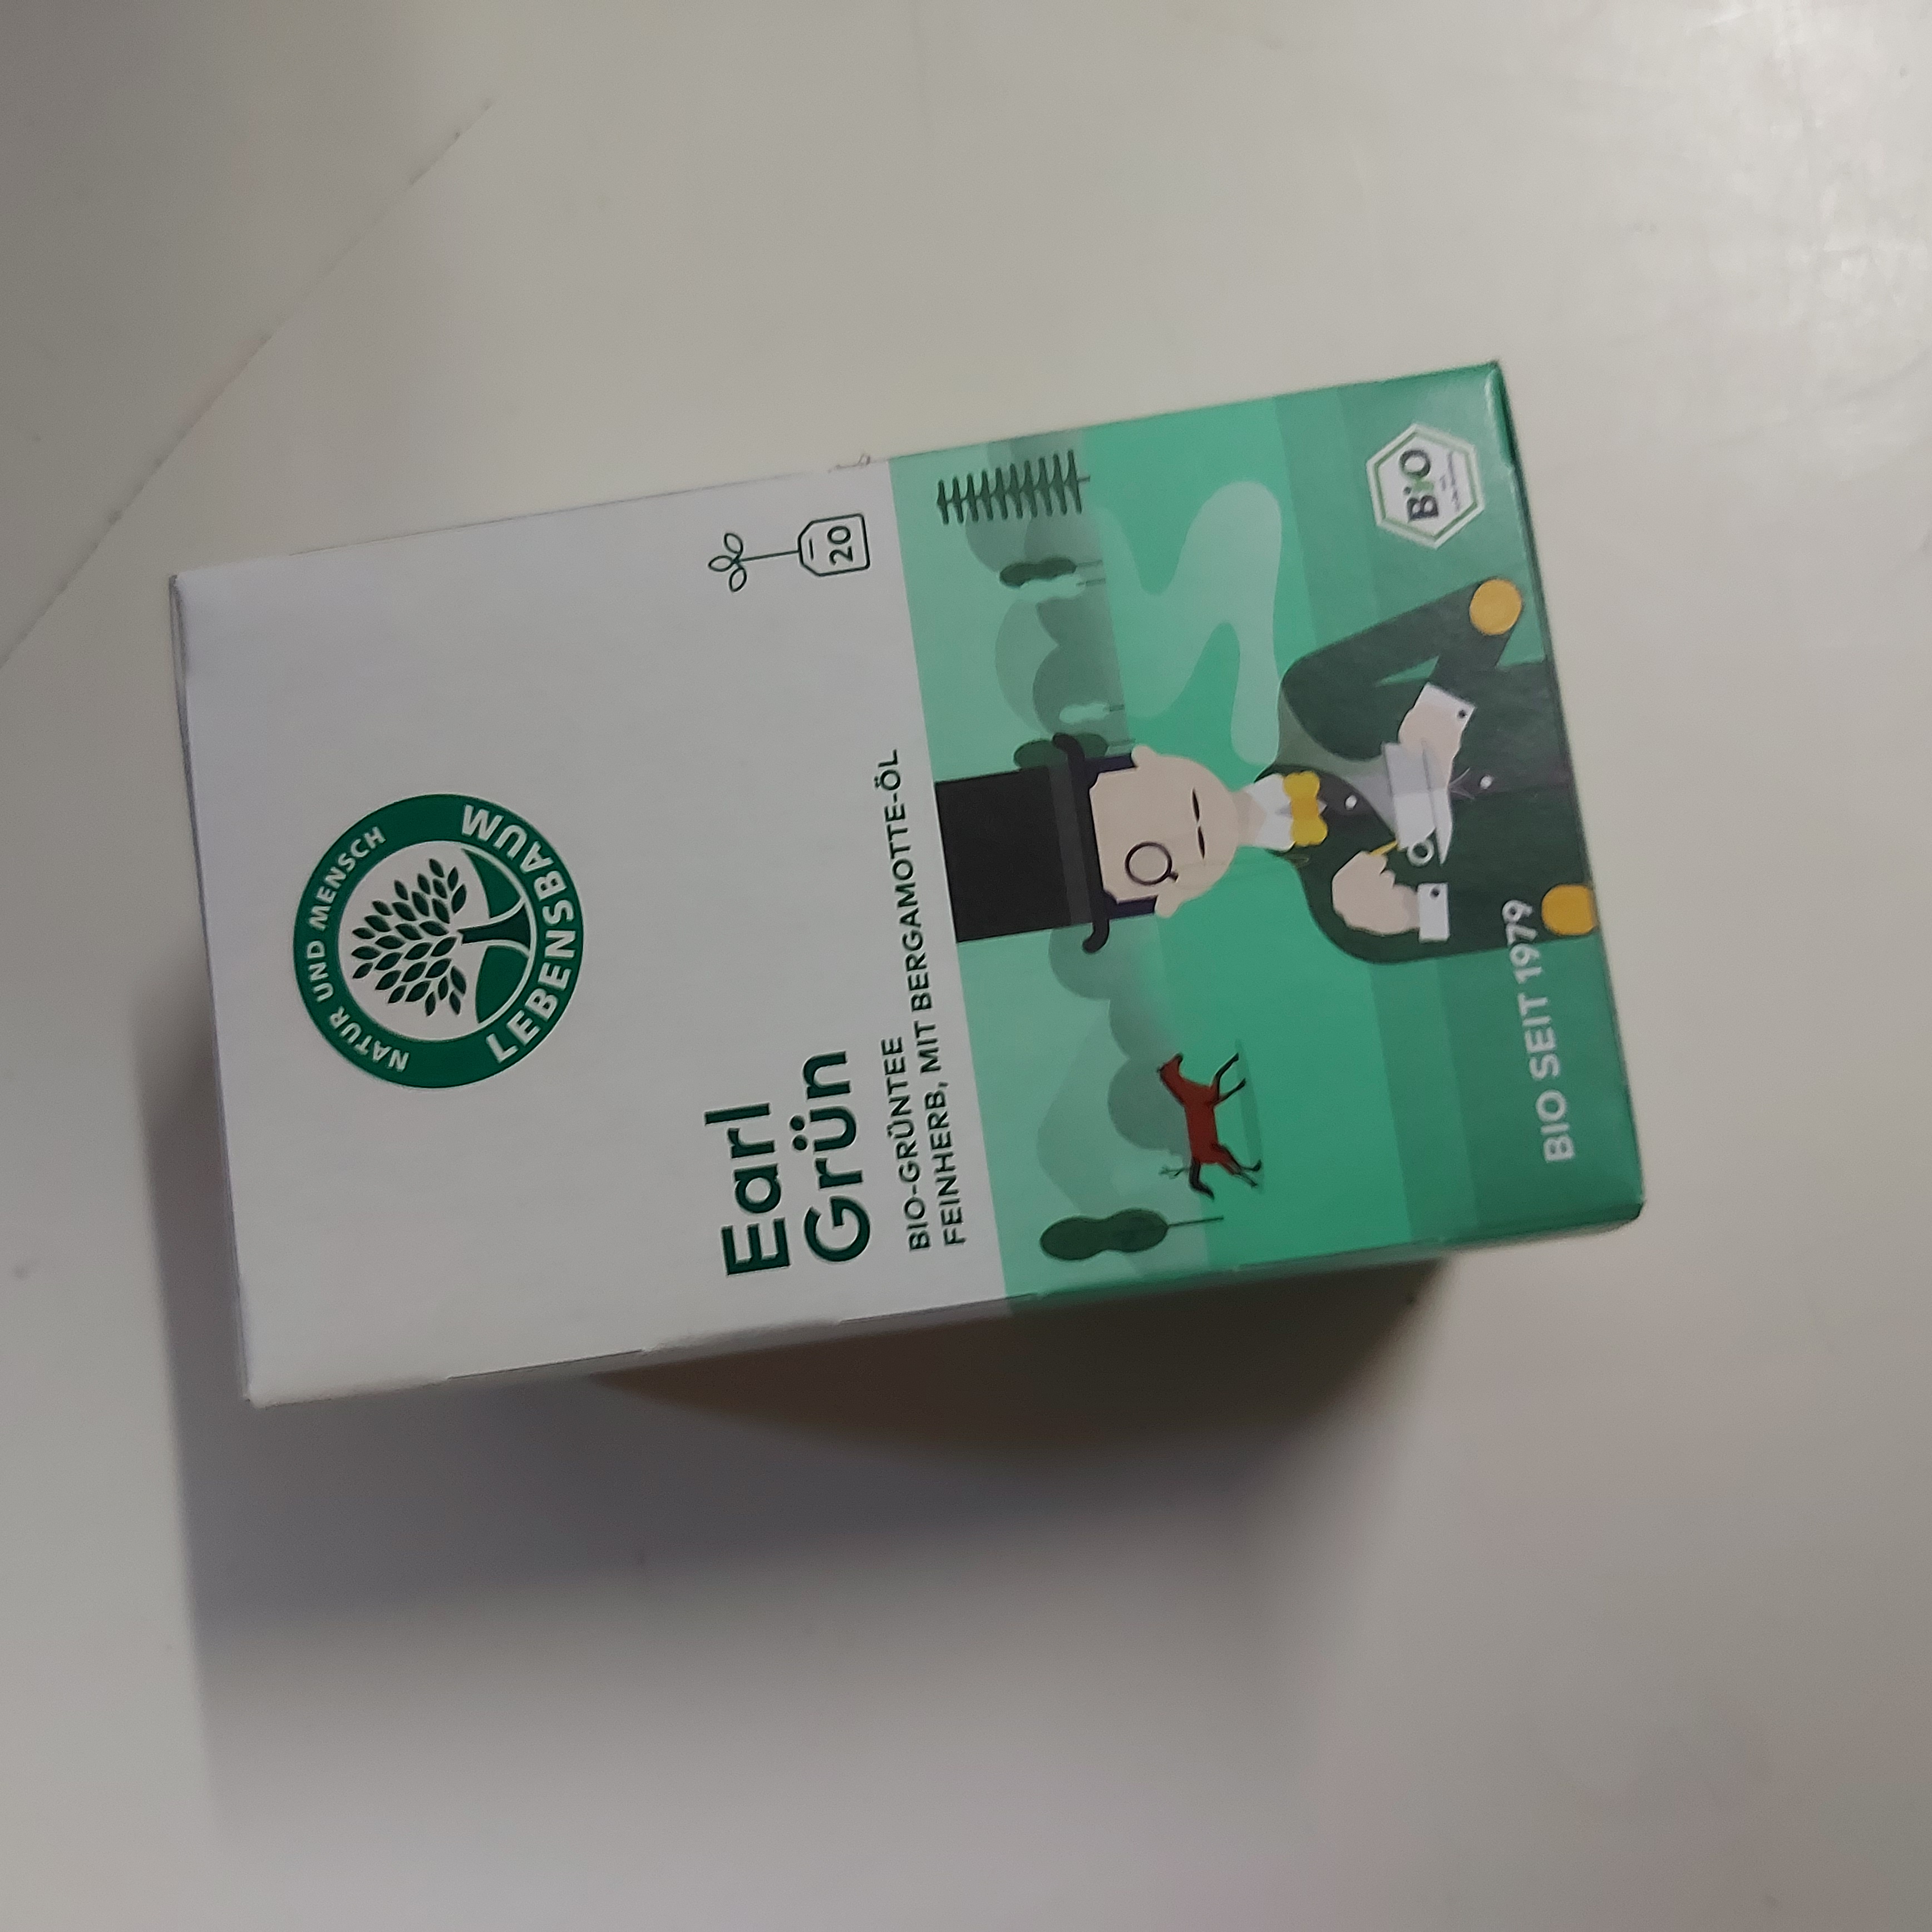 NATUR UND MENSCH
LEBENSBAUM
Earl
Grün
20
BIO-GRÜNTEE
FEINHERB, MIT BERGAMOTTE-ÖL
Bio
BIO SEIT 1979